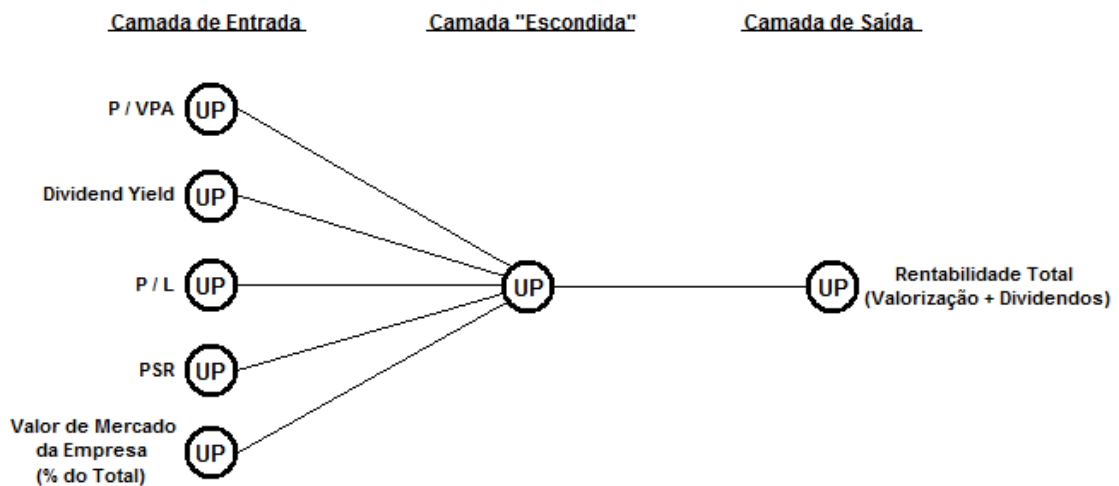 Camada de Entrada
Camada "Escondida"
Camada de Saída
P / VPA
UP
Dividend Yield
UP
P / L
UP
UP
UP
Rentabilidade Total
(Valorização + Dividendos)
PSR
UP
Valor de Mercado
da Empresa
(% do Total)
UP